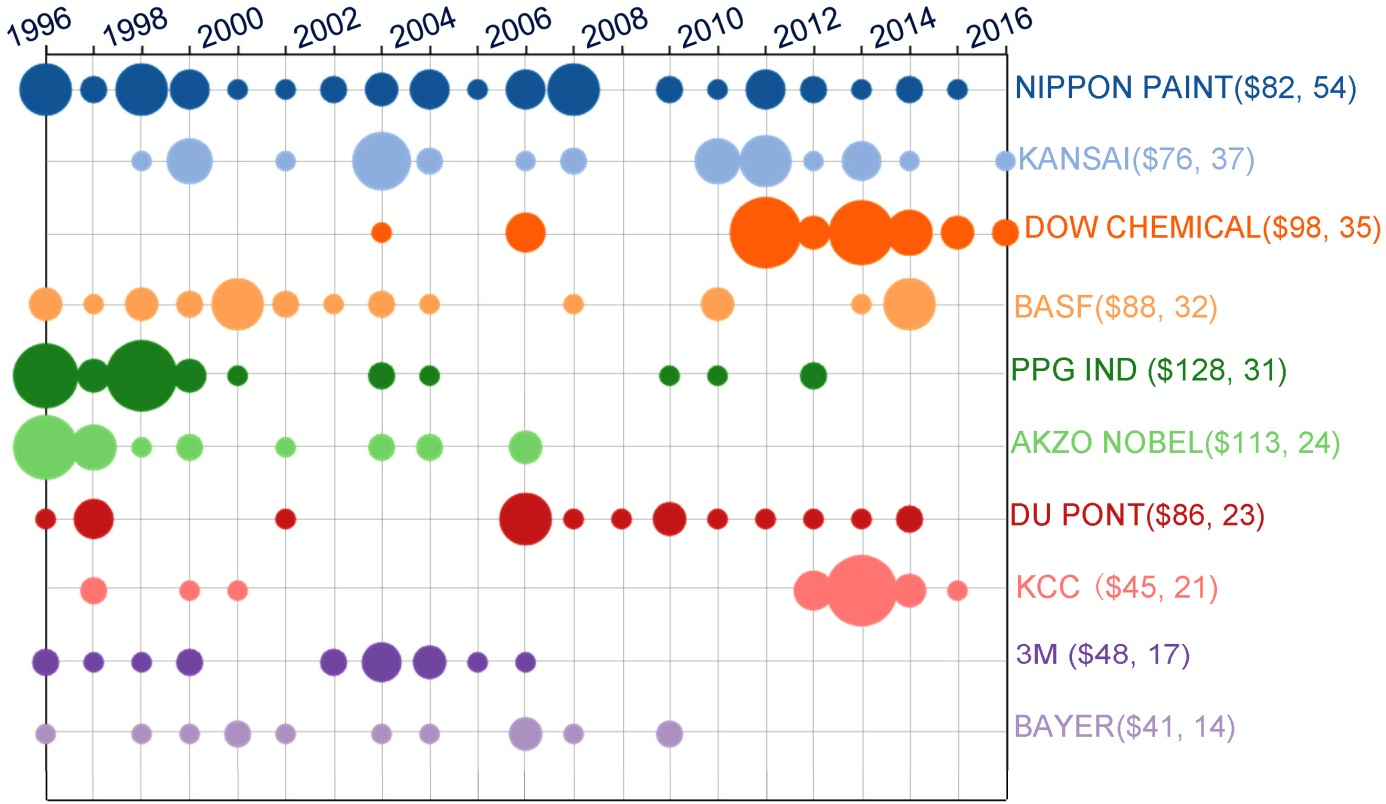 1996 1998 2000 2002 2004 2006 2008 2010 2012 2014 2016
NIPPON PAINT($82, 54)
KANSAI($76, 37)
DOW CHEMICAL($98, 35)
BASF($88, 32)
PPG IND ($128, 31)
AKZO NOBEL($113, 24)
DU PONT($86, 23)
KCC（$45, 21)
3M ($48, 17)
BAYER($41, 14)